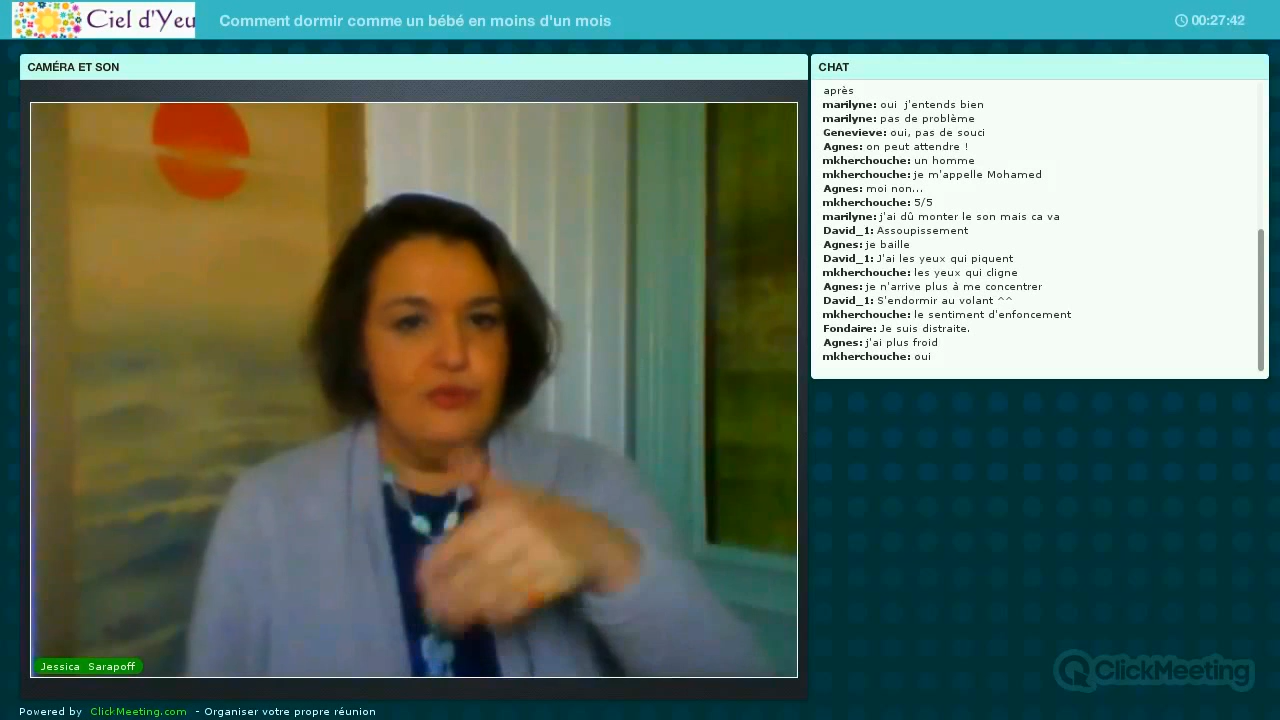 Ciel d'Yeu
Comment dormir comme un bébé en moins d'un mois
00:27:42
CAMÉRA ET SON
CHAT
après
marilyne: oui j'entends bien
marilyne: pas de problème
Genevieve: oui, pas de souci
Agnes: on peut attendre !
mkherchouche: un homme
mkherchouche: je m'appelle Mohamed
Agnes: moi non...
mkherchouche: 5/5
marilyne: j'ai dû monter le son mais ca va
David_1: Assoupissement
Agnes: je baille
David_1: J'ai les yeux qui piquent
mkherchouche: les yeux qui cligne
Agnes: je n'arrive plus à me concentrer
David_1: S'endormir au volant ^^
mkherchouche: le sentiment d'enfoncement
Fondaire: Je suis distraite.
Agnes: j'ai plus froid
mkherchouche: oui
Jessica Sarapoff
ClickMeeting
Powered by ClickMeeting.com - Organiser votre propre réunion